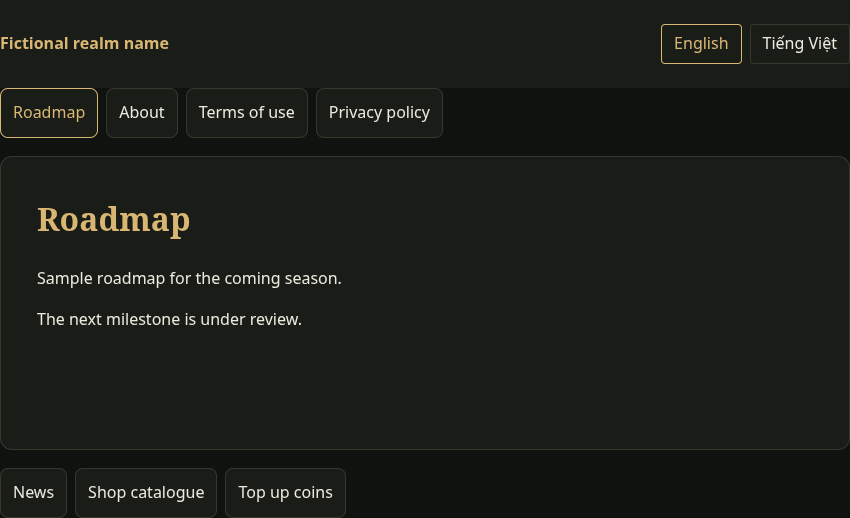 Fictional realm name
English
Tiếng Việt
Roadmap
About
Terms of use
Privacy policy
Roadmap
Sample roadmap for the coming season.
The next milestone is under review.
News
Shop catalogue
Top up coins